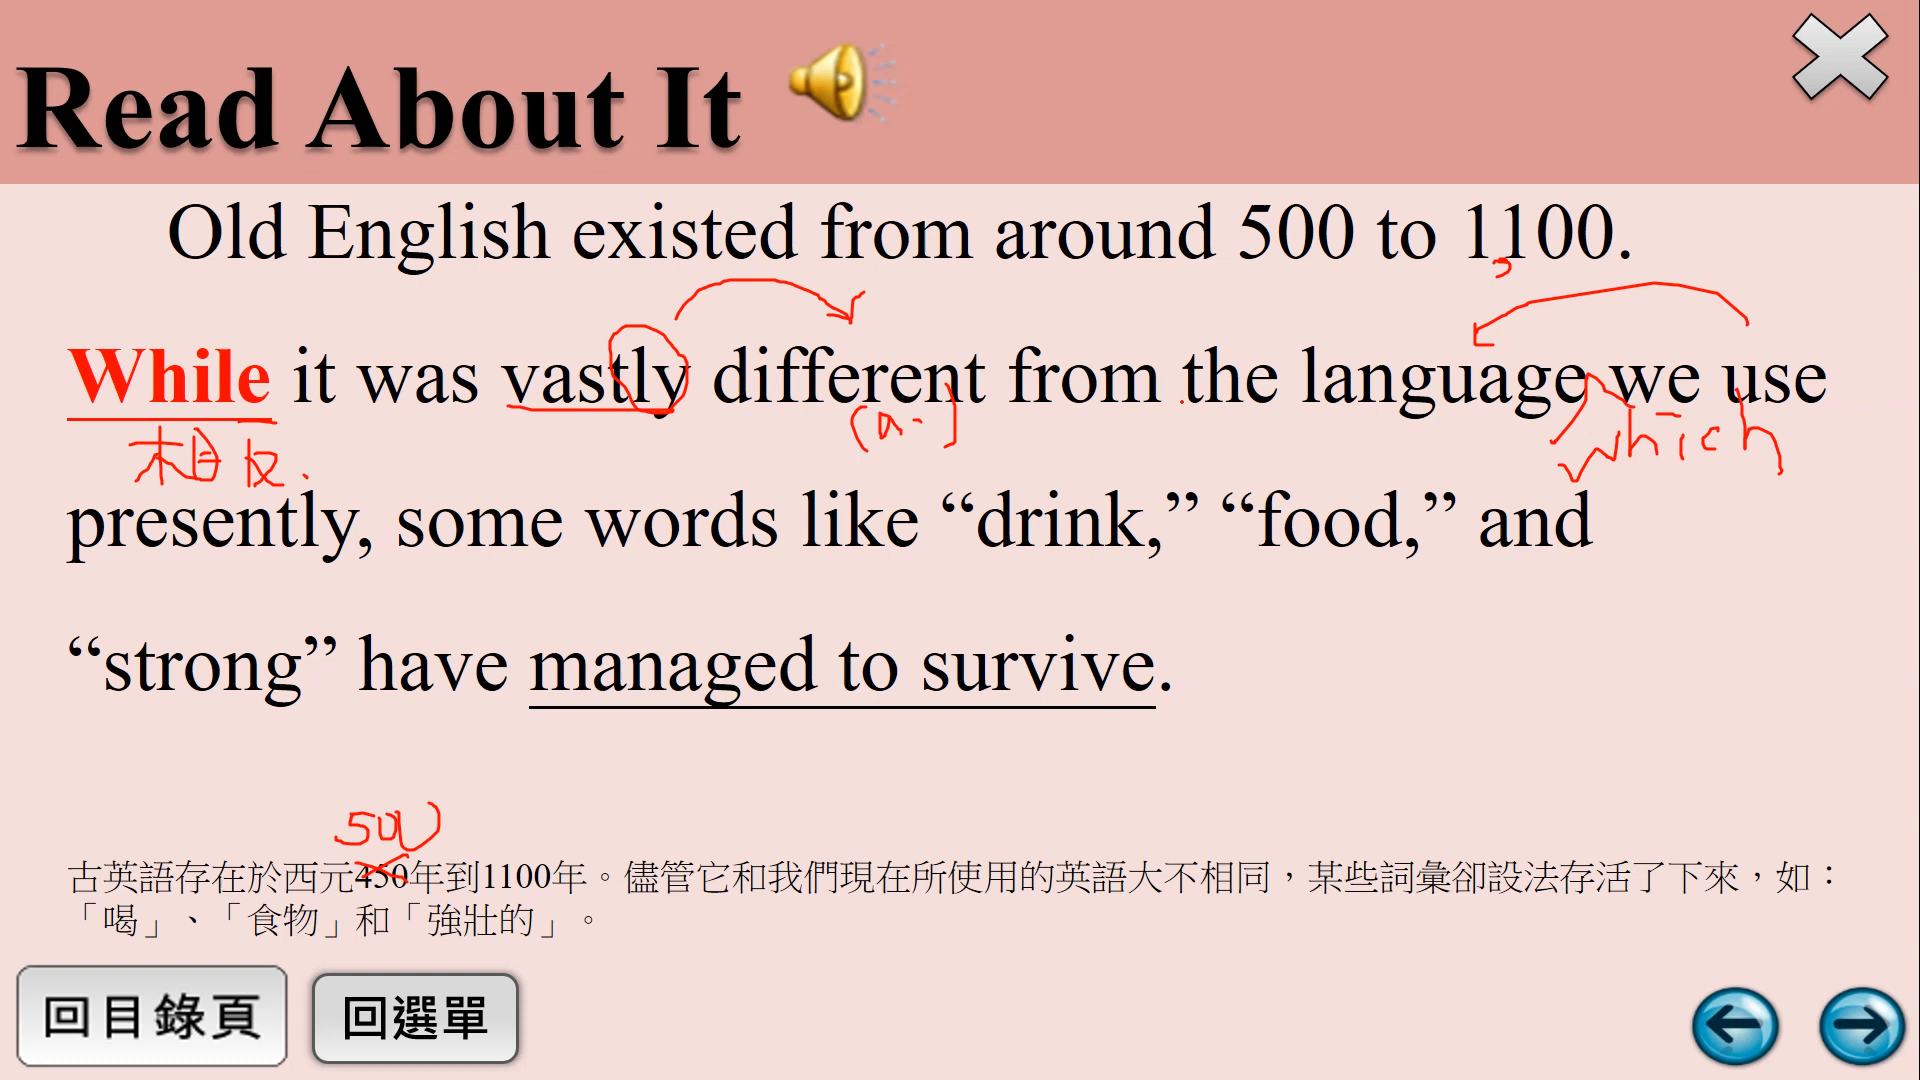 Read About It
Old English existed from around 500 to 1100.
While it was vastly different from the language we use
(a.)
which
相反
presently, some words like “drink,” “food,” and
“strong” have managed to survive.
500
古英語存在於西元450年到1100年。儘管它和我們現在所使用的英語大不相同，某些詞彙卻設法存活了下來，如：
「喝」、「食物」和「強壯的」。
回目錄頁
回選單